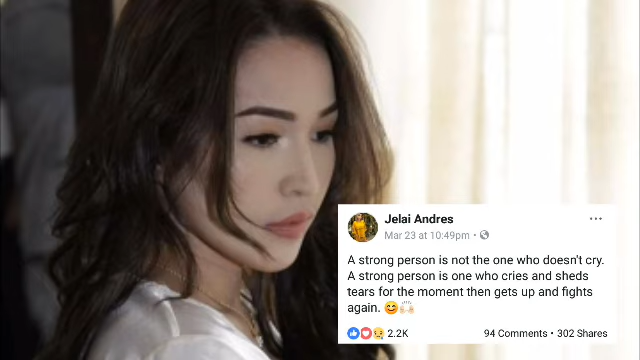 Jelai Andres
Mar 23 at 10:49pm •
A strong person is not the one who doesn't cry.
A strong person is one who cries and sheds
tears for the moment then gets up and fights
again. 😊🙌🏻
2.2K 94 Comments • 302 Shares